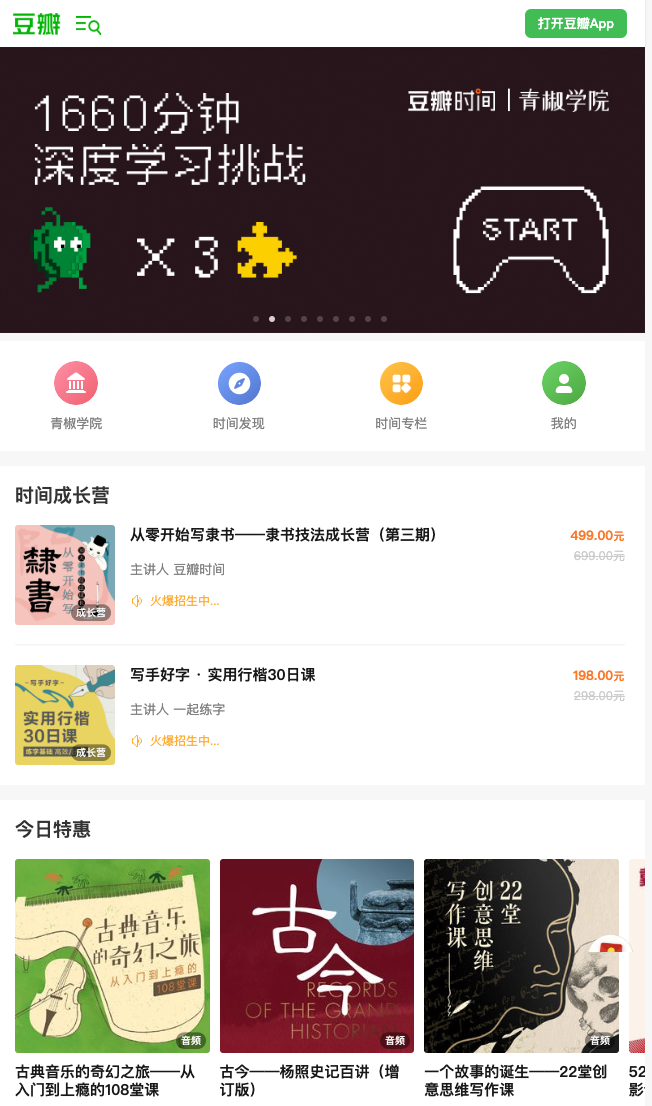 豆瓣
打开豆瓣App
1660分钟
深度学习挑战
豆瓣时间 | 青椒学院
× 3
START
青椒学院
时间发现
时间专栏
我的
时间成长营
隶書
从零开始写
成长营
从零开始写隶书——隶书技法成长营（第三期）
499.00元
699.00元
主讲人 豆瓣时间
火爆招生中...
写手好字
实用行楷
30日课
练字基础 高效
成长营
写手好字 · 实用行楷30日课
198.00元
298.00元
主讲人 一起练字
火爆招生中...
今日特惠
古典音乐
的奇幻之旅
从入门到上瘾的
108堂课
音频
古今
RECORDS
OF THE GRAND
HISTORIAN
音频
22堂
创意思维
写作课
音频
古典音乐的奇幻之旅——从
入门到上瘾的108堂课
古今——杨照史记百讲（增
订版）
一个故事的诞生——22堂创
意思维写作课
52
影